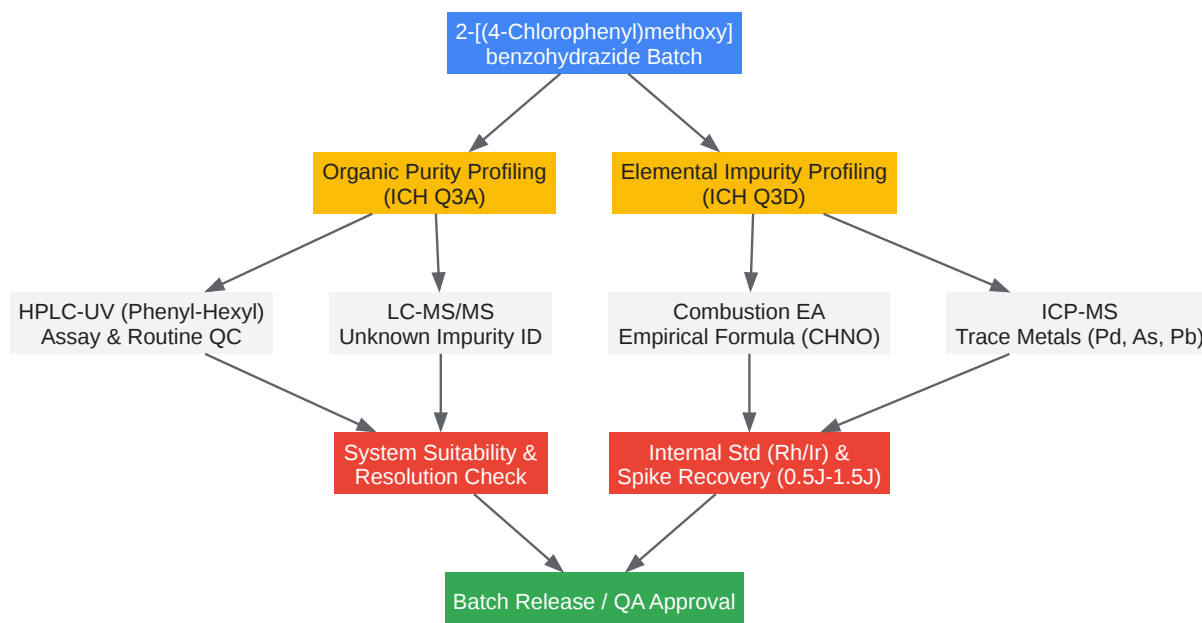 2-[(4-Chlorophenyl)methoxy]
benzohydrazide Batch
Organic Purity Profiling
(ICH Q3A)
Elemental Impurity Profiling
(ICH Q3D)
HPLC-UV (Phenyl-Hexyl)
Assay & Routine QC
LC-MS/MS
Unknown Impurity ID
Combustion EA
Empirical Formula (CHNO)
ICP-MS
Trace Metals (Pd, As, Pb)
System Suitability &
Resolution Check
Internal Std (Rh/Ir) &
Spike Recovery (0.5J-1.5J)
Batch Release / QA Approval